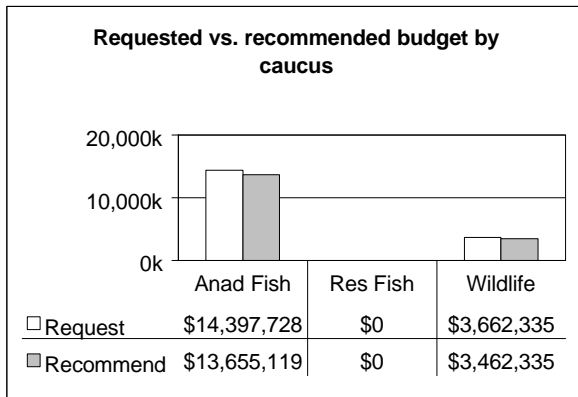 Requested vs. recommended budget by
caucus
20,000k
10,000k
0k
Anad Fish Res Fish Wildlife
Request $14,397,728 $0 $3,662,335
Recommend $13,655,119 $0 $3,462,335